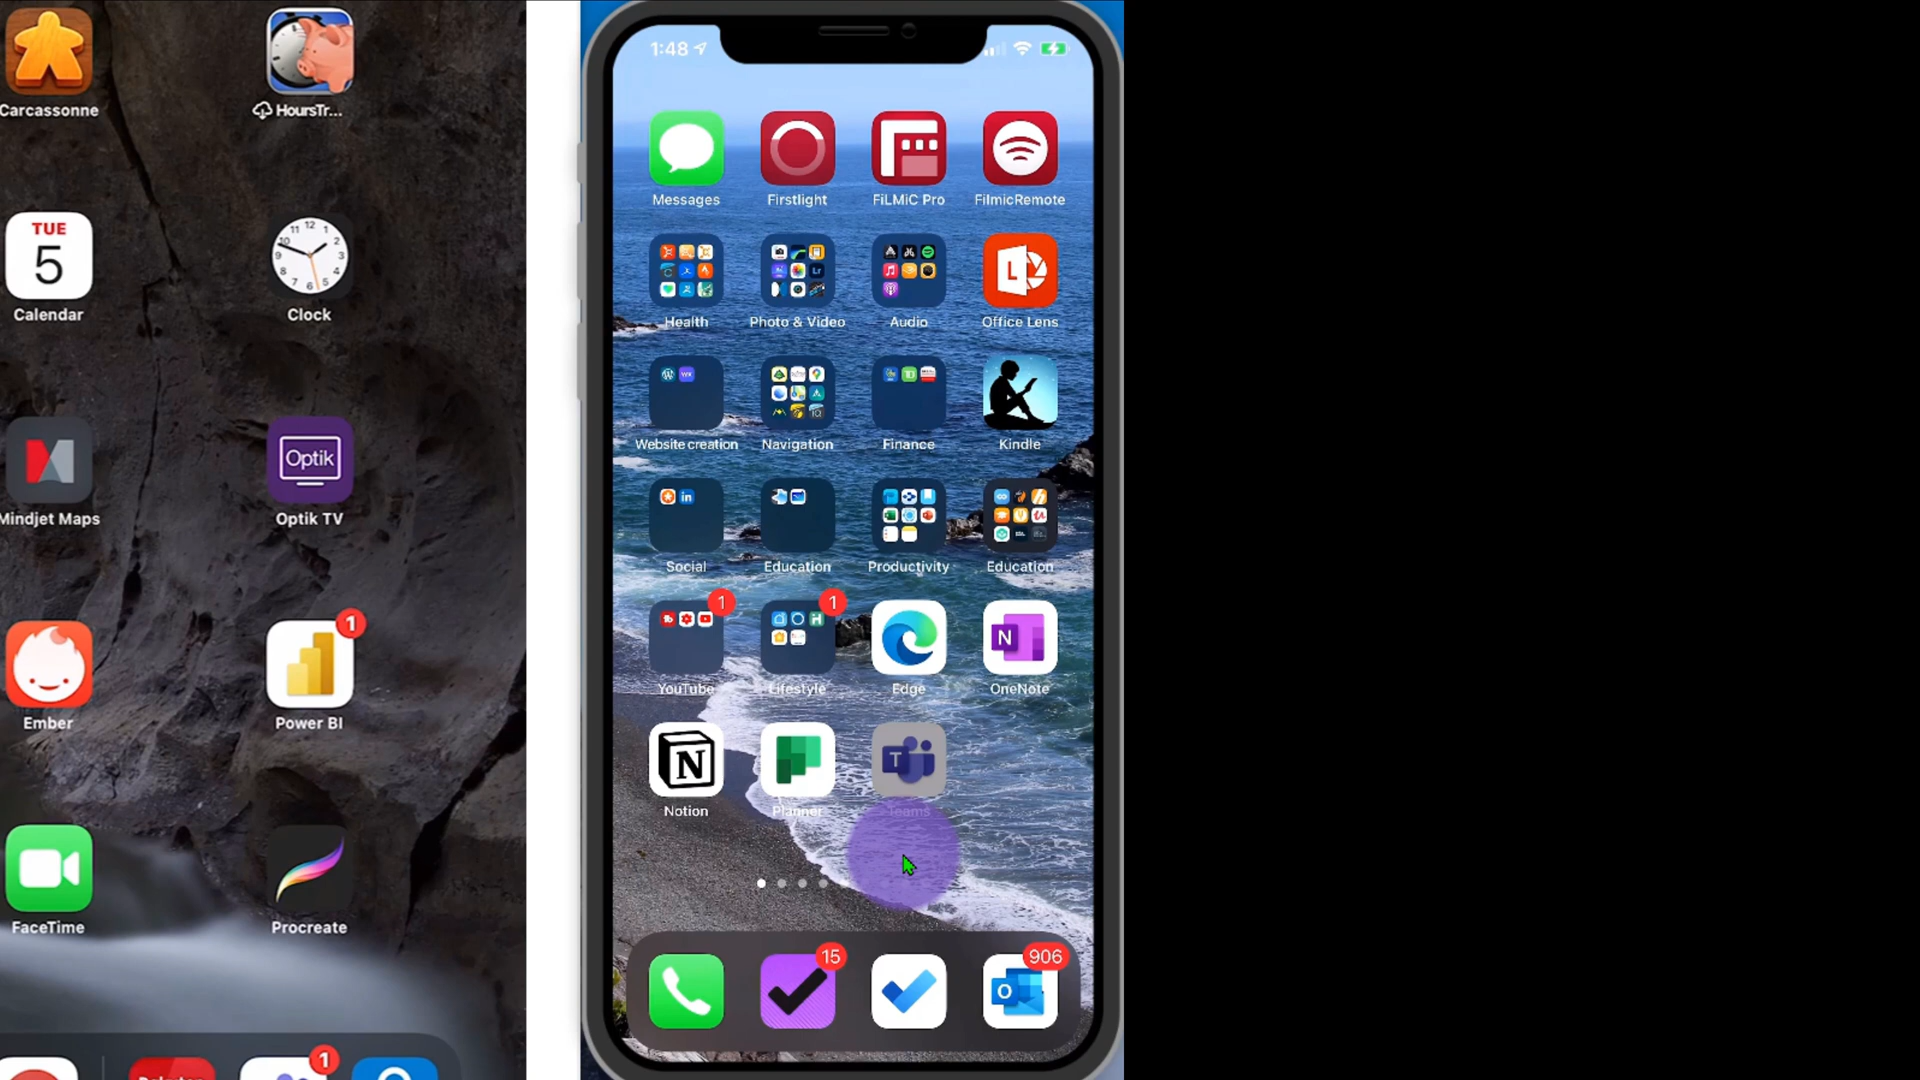 Carcassonne
HoursTr...
TUE
5
Calendar
Clock
Mindjet Maps
Optik
Optik TV
Ember
1
Power BI
FaceTime
Procreate
1
1:48
Messages
Firstlight
FiLMiC Pro
FilmicRemote
Health
Photo & Video
Audio
Office Lens
Website creation
Navigation
Finance
Kindle
Social
Education
Productivity
Education
1
1
YouTube
Lifestyle
Edge
OneNote
Notion
Planner
Teams
15
906